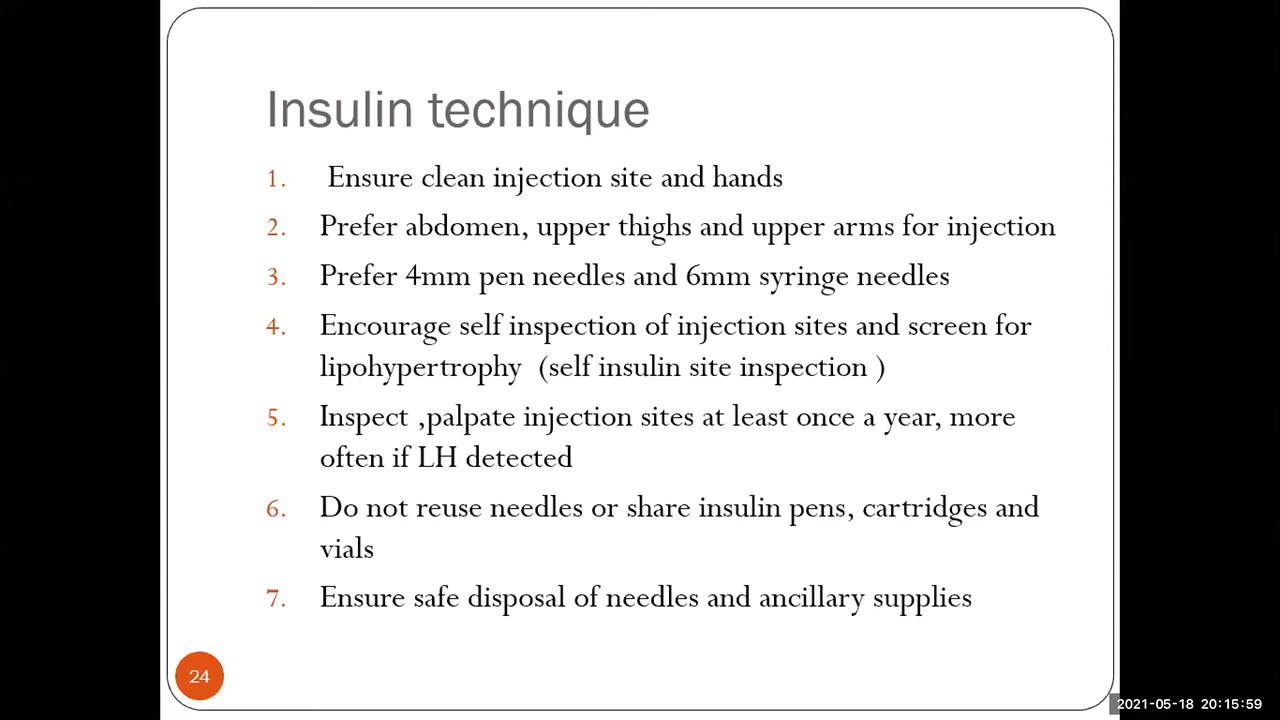 Insulin technique
1. Ensure clean injection site and hands
2. Prefer abdomen, upper thighs and upper arms for injection
3. Prefer 4mm pen needles and 6mm syringe needles
4. Encourage self inspection of injection sites and screen for
lipohypertrophy (self insulin site inspection )
5. Inspect ,palpate injection sites at least once a year, more
often if LH detected
6. Do not reuse needles or share insulin pens, cartridges and
vials
7. Ensure safe disposal of needles and ancillary supplies
24
2021-05-18 20:15:59